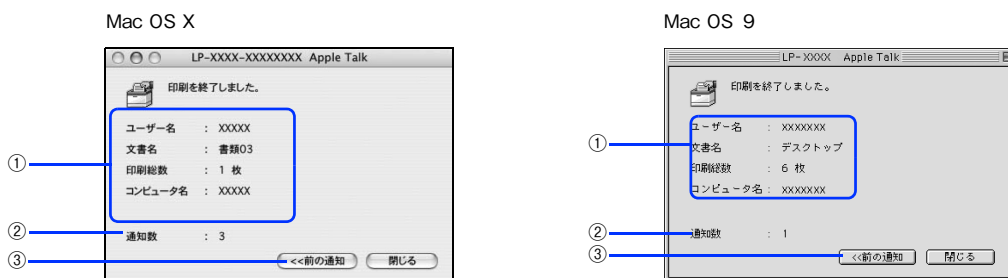 Mac OS X
LP-XXXX-XXXXXXXX Apple Talk
印刷を終了しました。
① ユーザー名 : XXXXX
文書名 : 書類03
印刷総数 : 1 枚
コンピュータ名 : XXXXX
② 通知数 : 3
③ <<前の通知 閉じる
Mac OS 9
LP-XXXX Apple Talk
印刷を終了しました。
① ユーザー名 : XXXXXXX
文書名 : デスクトップ
印刷総数 : 6 枚
コンピュータ名 : XXXXXXX
② 通知数 : 1
③ <<前の通知 閉じる